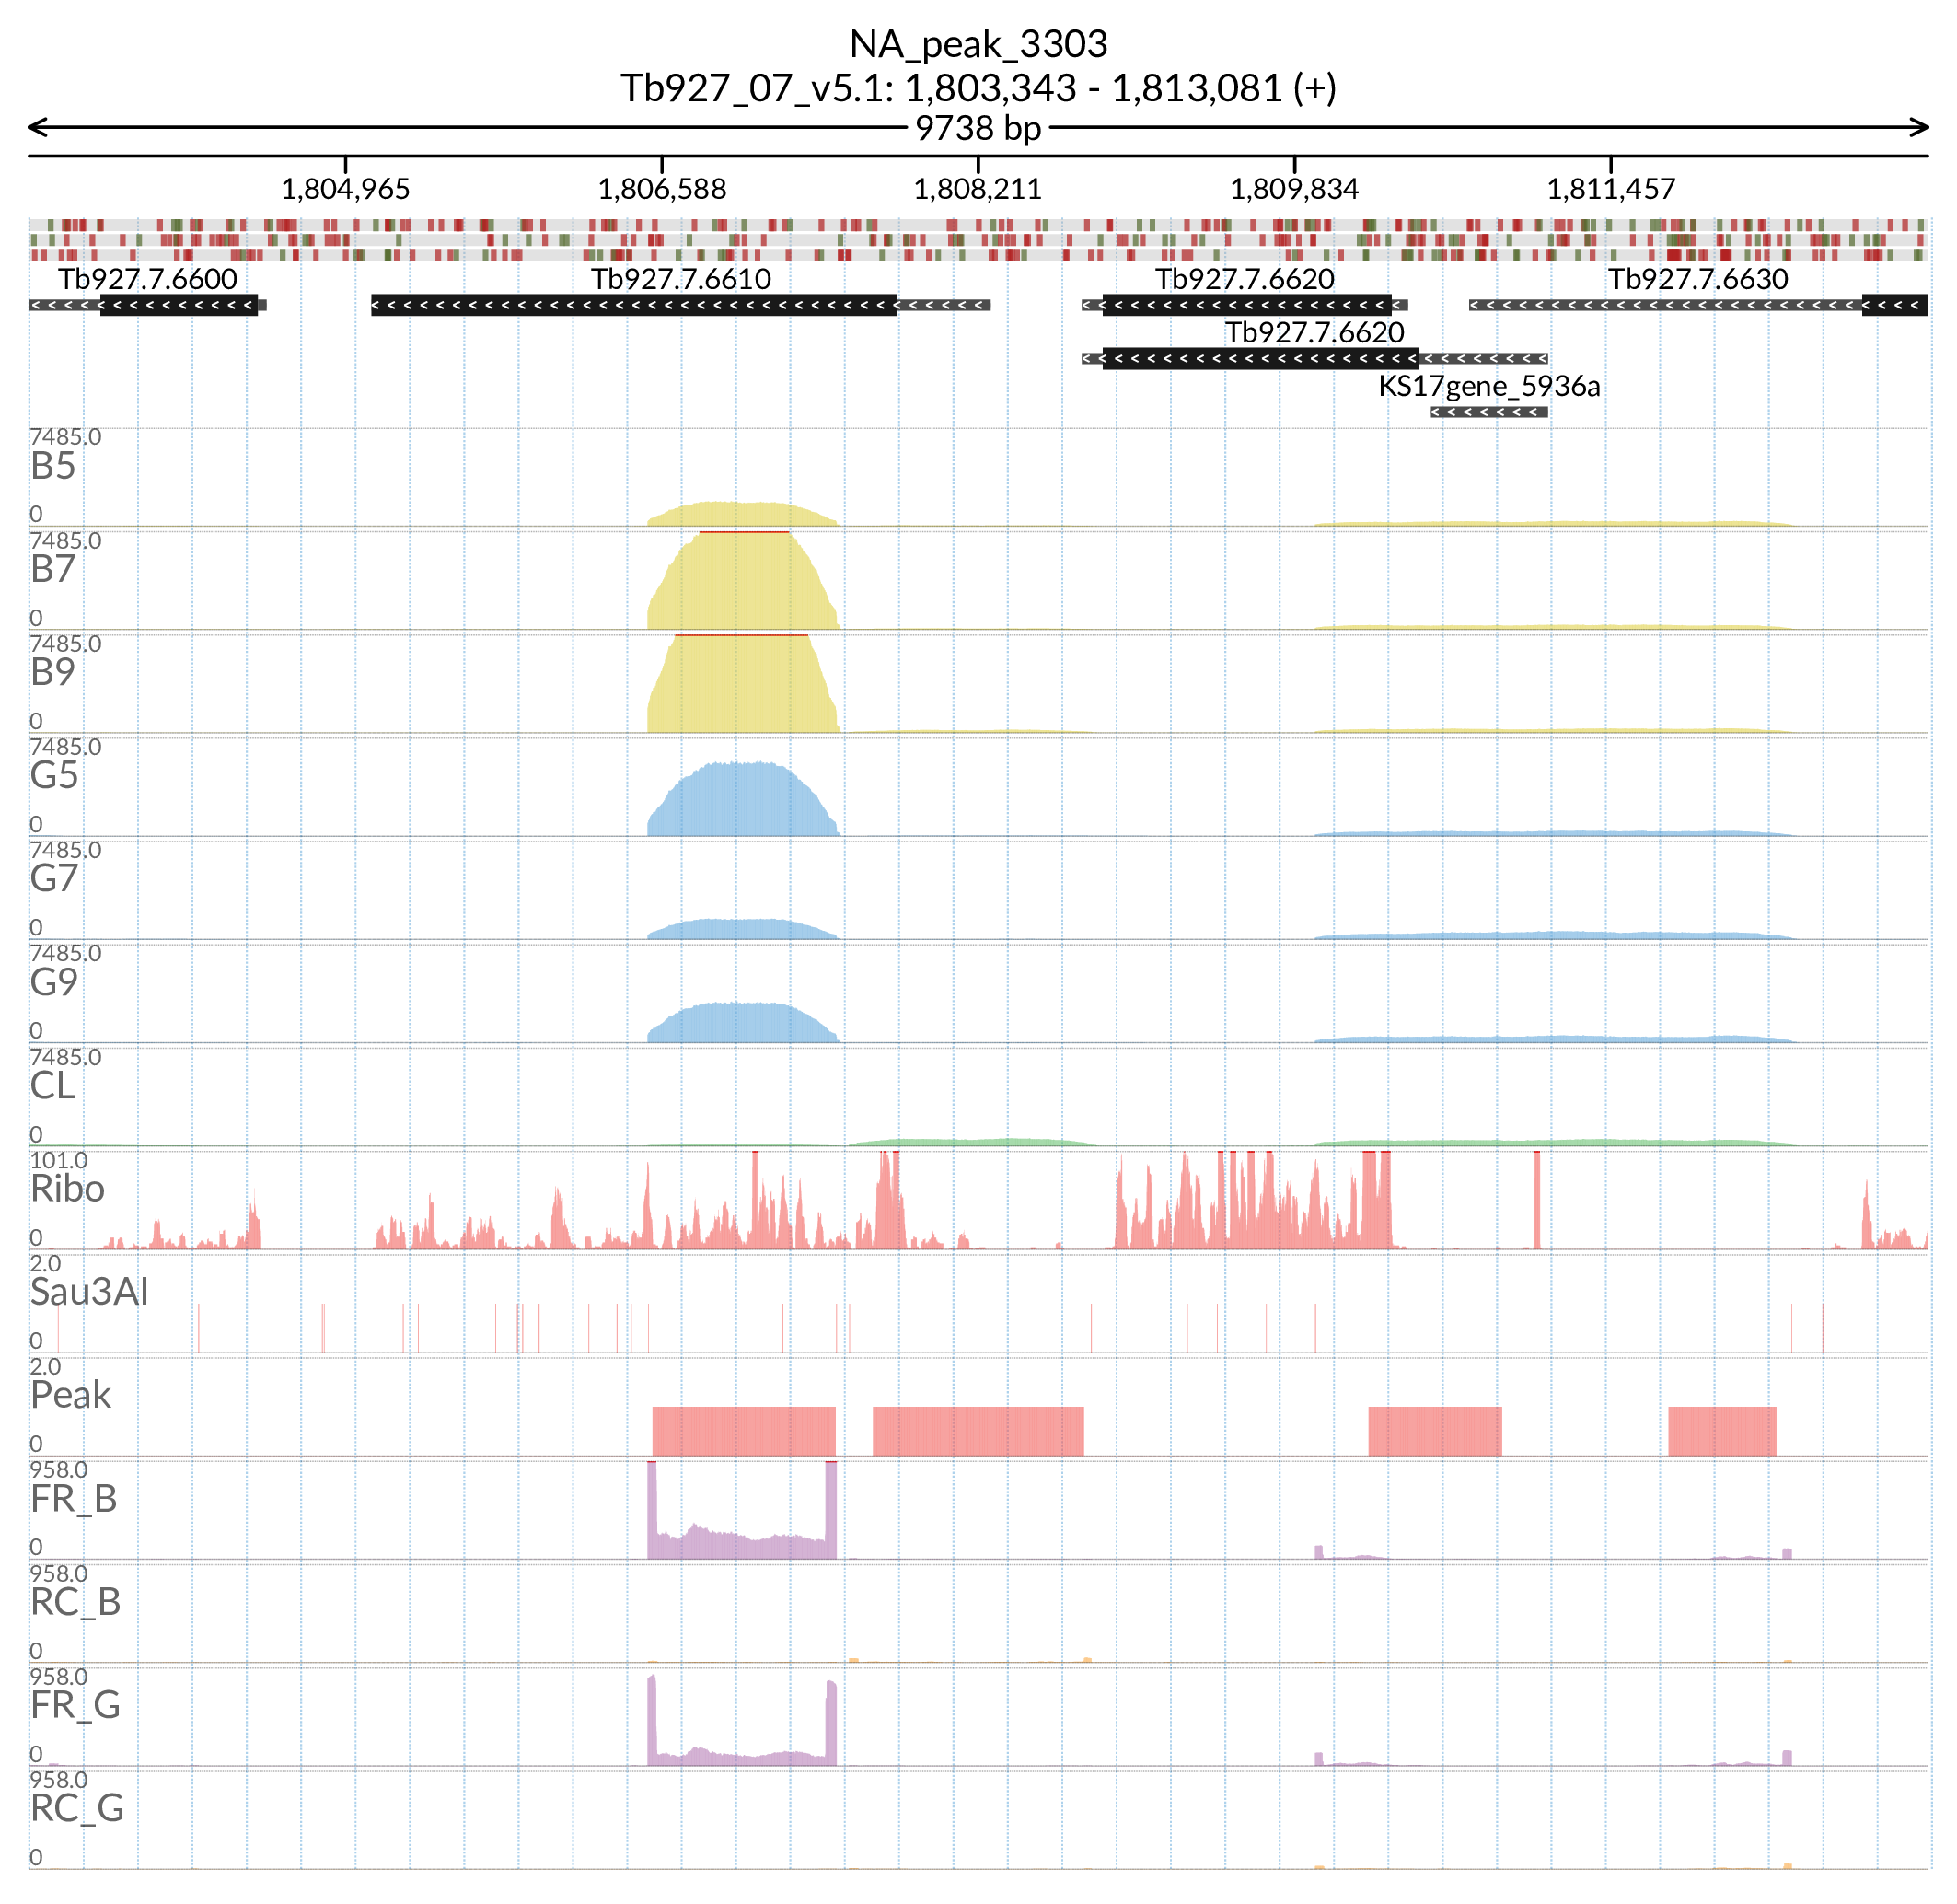 NA_peak_3303
Tb927_07_v5.1: 1,803,343 - 1,813,081 (+)
9738 bp
1,804,965 1,806,588 1,808,211 1,809,834 1,811,457
Tb927.7.6600 Tb927.7.6610 Tb927.7.6620 Tb927.7.6630
Tb927.7.6620
KS17gene_5936a
7485.0
B5
0
7485.0
B7
0
7485.0
B9
0
7485.0
G5
0
7485.0
G7
0
7485.0
G9
0
7485.0
CL
0
101.0
Ribo
0
2.0
Sau3AI
0
2.0
Peak
0
958.0
FR_B
0
958.0
RC_B
0
958.0
FR_G
0
958.0
RC_G
0